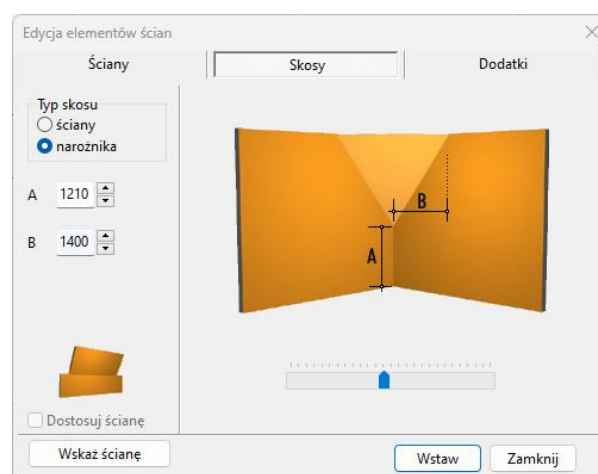 Edycja elementów ścian
Ściany
Skosy
Dodatki
Typ skosu
ściany
narożnika
A 1210
B 1400
B
A
Dostosuj ścianę
Wskaż ścianę
Wstaw
Zamknij